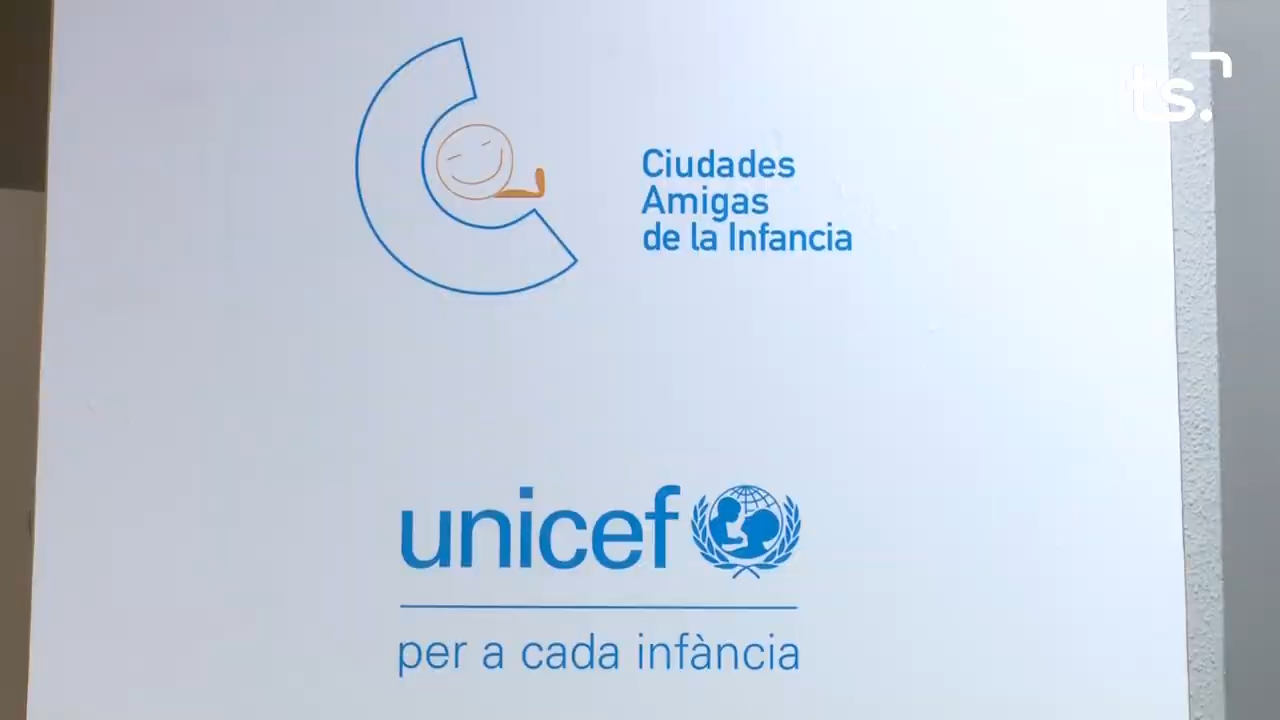 ts.
Ciudades
Amigas
de la Infancia
unicef
per a cada infància